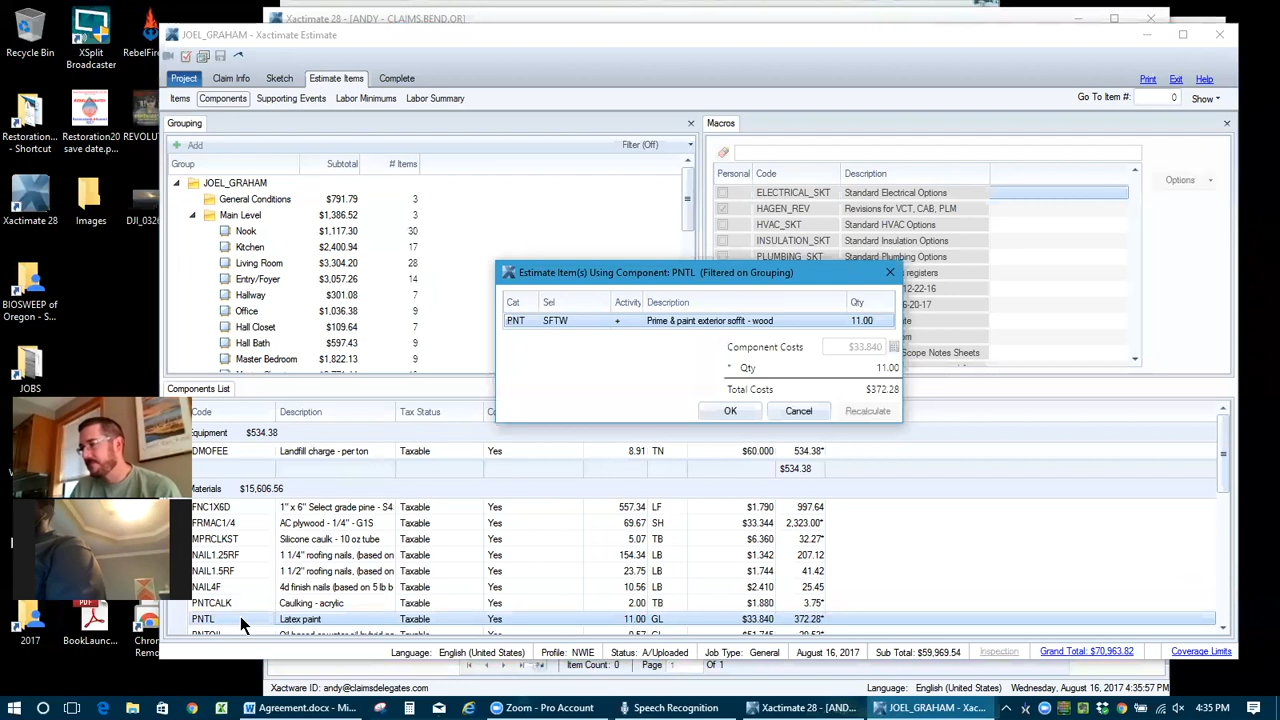 Recycle Bin
XSplit Broadcaster
RebelFire
Restoration - Shortcut
Restoration20 save date.p...
REVOLUT
Xactimate 28
Images
DJI_0326
BIOSWEEP of Oregon - S...
JOBS
2017
BookLaunc...
Chrom Remo
Xactimate 28 - [ANDY - CLAIMS.BEND.OR]
JOEL_GRAHAM - Xactimate Estimate
Project Claim Info Sketch Estimate Items Complete Print Exit Help
Items Components Supporting Events Labor Minimums Labor Summary Go To Item #: 0 Show
Grouping
Add Filter (Off)
Group Subtotal # Items
JOEL_GRAHAM
General Conditions $791.79 3
Main Level $1,386.52 3
Nook $1,117.30 30
Kitchen $2,400.94 17
Living Room $3,304.20 28
Entry/Foyer $3,057.26 14
Hallway $301.08 7
Office $1,036.38 9
Hall Closet $109.64 7
Hall Bath $597.43 9
Master Bedroom $1,822.13
Macros
Personal Code Description
Options
ELECTRICAL_SKT Standard Electrical Options
HAGEN_REV Revisions for VCT, CAB, PLM
HVAC_SKT Standard HVAC Options
INSULATION_SKT Standard Insulation Options
PLUMBING_SKT Standard Plumbing Options
registers
12-22-16
6-20-17
Scope Notes Sheets
Estimate Item(s) Using Component: PNTL (Filtered on Grouping)
Cat Sel Activity Description Qty
PNT SFTW + Prime & paint exterior soffit - wood 11.00
Component Costs $33,840
* Qty 11.00
Total Costs $372.28
OK Cancel Recalculate
Components List
Code Description Tax Status
quipment $534.38
DMOFEE Landfill charge - per ton Taxable Yes 8.91 TN $60.000 534.38*
$534.38
Materials $15,606.56
FNC1X6D 1" x 6" Select grade pine - S4 Taxable Yes 557.34 LF $1.790 997.64
FRMAC1/4 AC plywood - 1/4" - G1S Taxable Yes 69.67 SH $33.344 2,323.00*
MPRCLKST Silicone caulk - 10 oz tube Taxable Yes 5.07 TB $6.360 32.27*
NAIL1.25RF 1 1/4" roofing nails, (based on Taxable Yes 154.34 LB $1.342 207.12
NAIL1.5RF 1 1/2" roofing nails, (based on Taxable Yes 23.75 LB $1.744 41.42
NAIL4F 4d finish nails (based on 5 lb b Taxable Yes 10.56 LB $2.410 25.45
PNTCALK Caulking - acrylic Taxable Yes 2.00 TB $1.880 3.75*
PNTL Latex paint Taxable Yes 11.00 GL $33.840 372.28*
Language: English (United States) Profile: NWIE Status: A/Uploaded Job Type: General August 16, 2017 Sub Total: $59,969.54 Inspection Grand Total: $70,963.82 Coverage Limits
Item Count: 0 Page 1 Of 1
Xactware ID: andy@claimsdelegates.com Language: English (United States) Wednesday, August 16, 2017 4:35:57 PM
Agreement.docx - Mi... Zoom - Pro Account Speech Recognition Xactimate 28 - [AND... JOEL_GRAHAM - Xac... 4:35 PM